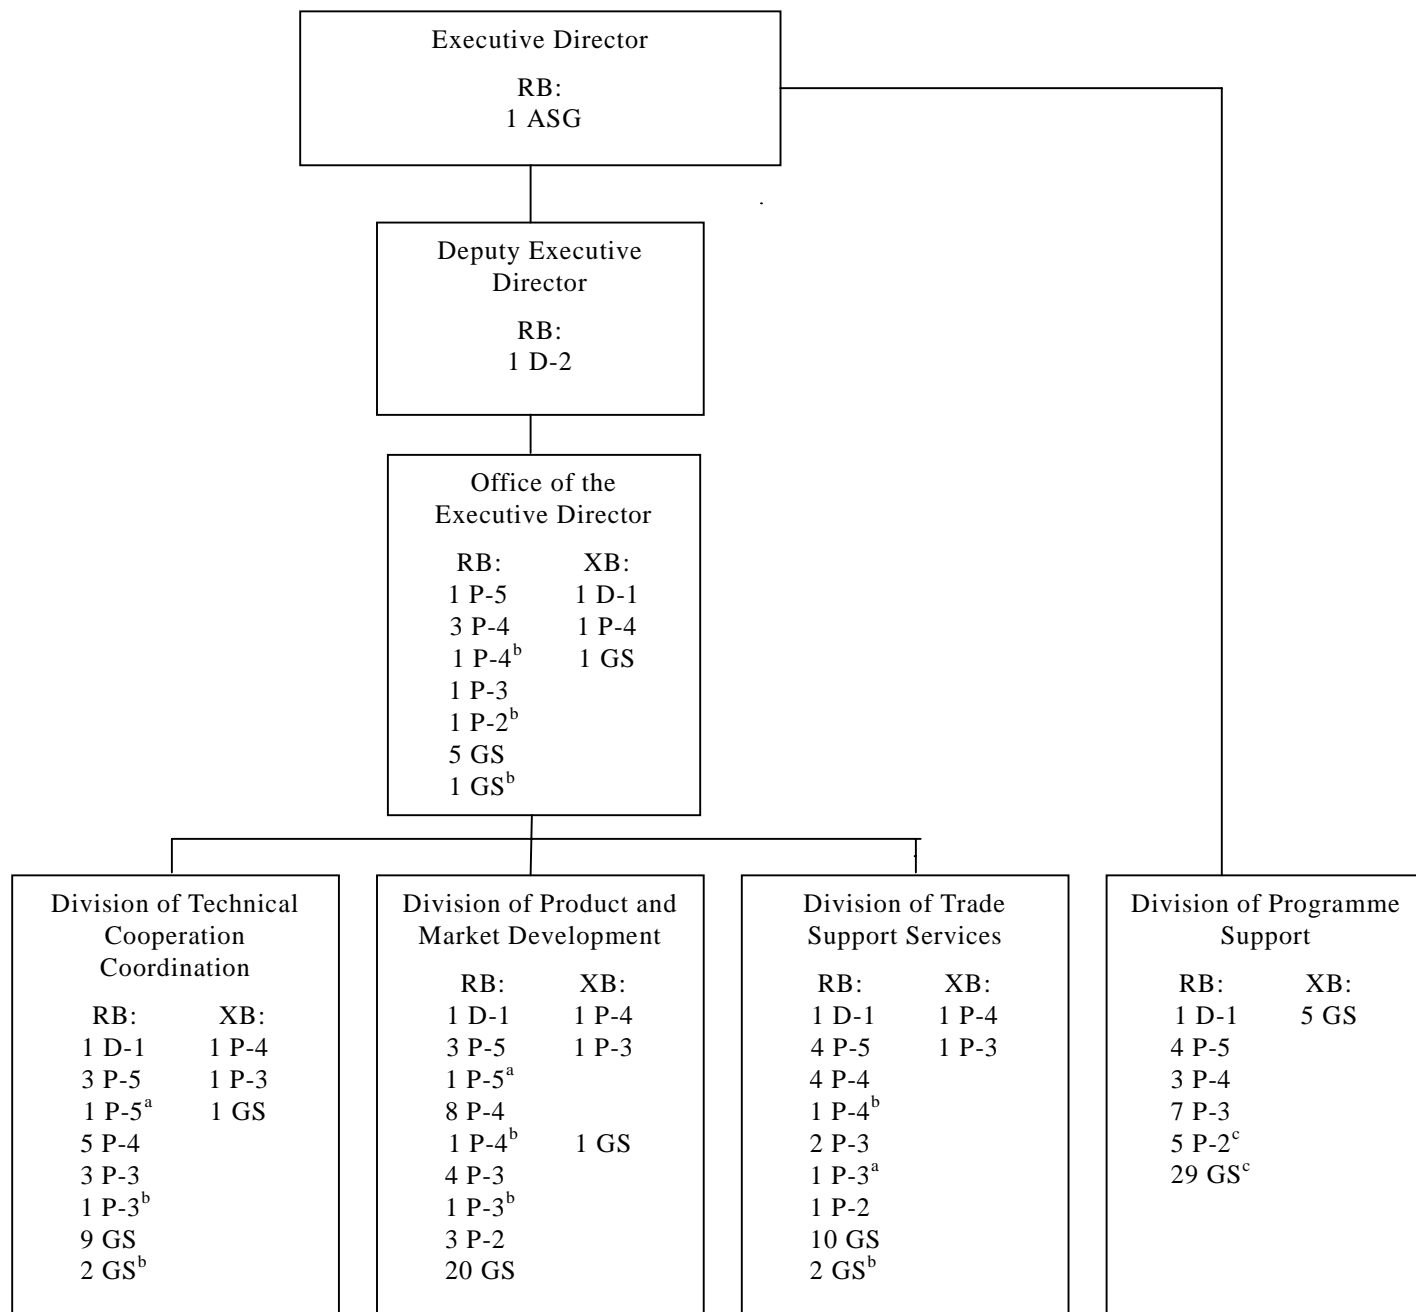 Executive Director
RB:
1 ASG
Deputy Executive
Director
RB:
1 D-2
Office of the
Executive Director
RB: XB:
1 P-5 1 D-1
3 P-4 1 P-4
1 P-4b 1 GS
1 P-3
1 P-2b
5 GS
1 GSb
Division of Technical
Cooperation
Coordination
RB: XB:
1 D-1 1 P-4
3 P-5 1 P-3
1 P-5a 1 GS
5 P-4
3 P-3
1 P-3b
9 GS
2 GSb
Division of Product and
Market Development
RB: XB:
1 D-1 1 P-4
3 P-5 1 P-3
1 P-5a
8 P-4
1 P-4b 1 GS
4 P-3
1 P-3b
3 P-2
20 GS
Division of Trade
Support Services
RB: XB:
1 D-1 1 P-4
4 P-5 1 P-3
4 P-4
1 P-4b
2 P-3
1 P-3a
1 P-2
10 GS
2 GSb
Division of Programme
Support
RB: XB:
1 D-1 5 GS
4 P-5
3 P-4
7 P-3
5 P-2c
29 GSc